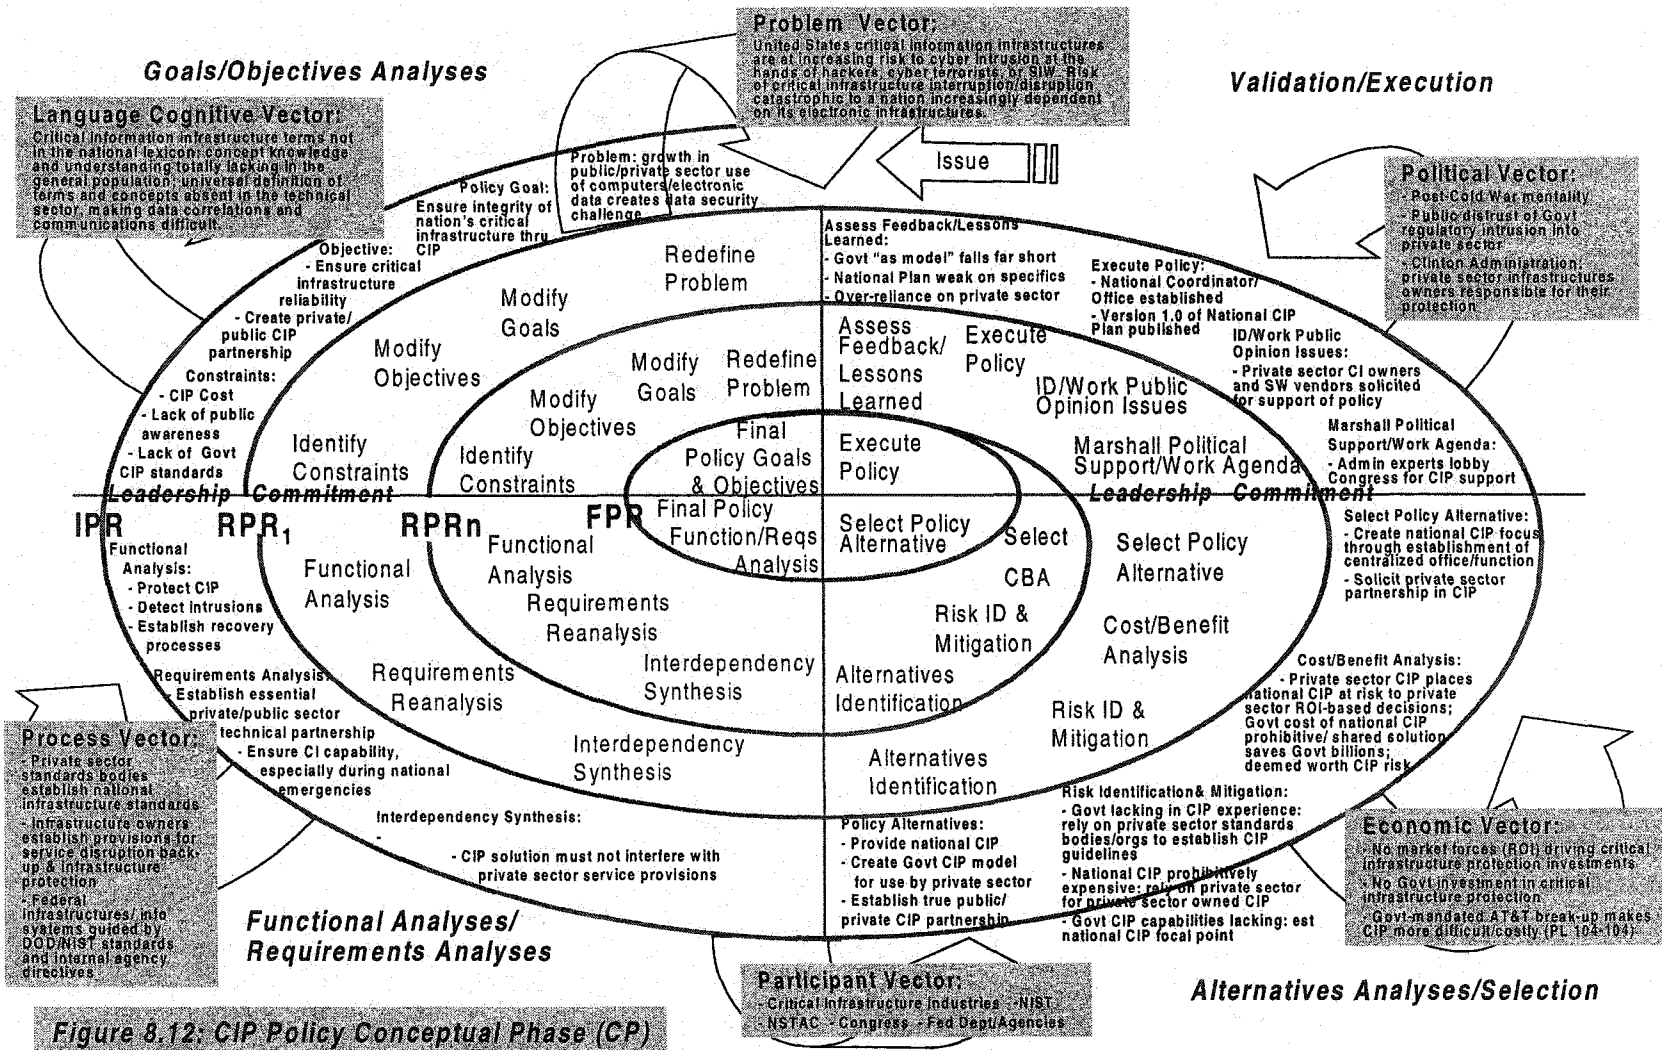 Problem Vector:
United States critical information infrastructures
are at increasing risk to cyber intrusion at the
hands of hackers, cyber terrorists, or SIW. Risk
of critical infrastructure interruption/disruption
catastrophic to a nation increasingly dependent
on its electronic infrastructures.
Goals/Objectives Analyses
Validation/Execution
Language Cognitive Vector:
Critical information infrastructure terms not
in the national lexicon; concept knowledge
and understanding totally lacking in the
general population; universal definition of
terms and concepts absent in the technical
sector, making data correlations and
communications difficult.
Issue
Political Vector:
- Post-Cold War mentality
- Public distrust of Govt
regulatory intrusion into
private sector
- Clinton Administration:
private sector infrastructures
owners responsible for their
protection
Problem: growth in
public/private sector use
of computers/electronic
data creates data security
challenge
Policy Goal:
Ensure integrity of
nation's critical
infrastructure thru
CIP
Objective:
- Ensure critical
infrastructure
reliability
- Create private/
public CIP
partnership
Constraints:
- CIP Cost
- Lack of public
awareness
- Lack of Govt
CIP standards
Assess Feedback/Lessons
Learned:
- Govt "as model" falls far short
- National Plan weak on specifics
- Over-reliance on private sector
Execute Policy:
- National Coordinator/
Office established
- Version 1.0 of National CIP
Plan published
ID/Work Public
Opinion Issues:
- Private sector CI owners
and SW vendors solicited
for support of policy
Marshall Political
Support/Work Agenda:
- Admin experts lobby
Congress for CIP support
Redefine
Problem
Modify
Goals
Modify
Objectives
Identify
Constraints
Redefine
Problem
Modify
Goals
Modify
Objectives
Identify
Constraints
Final
Policy Goals
& Objectives
Assess
Feedback/
Lessons
Learned
Execute
Policy
ID/Work Public
Opinion Issues
Marshall Political
Support/Work Agenda
Execute
Policy
Leadership Commitment
Leadership Commitment
IPR
RPR1
RPRn
FPR
Final Policy
Function/Reqs
Analysis
Select Policy
Alternative
Select
CBA
Risk ID &
Mitigation
Alternatives
Identification
Functional
Analysis
Requirements
Reanalysis
Interdependency
Synthesis
Functional
Analysis
Requirements
Reanalysis
Interdependency
Synthesis
Select Policy
Alternative
Cost/Benefit
Analysis
Risk ID &
Mitigation
Alternatives
Identification
Functional
Analysis:
- Protect CIP
- Detect intrusions
- Establish recovery
processes
Requirements Analysis:
- Establish essential
private/public sector
technical partnership
- Ensure CI capability,
especially during national
emergencies
Interdependency Synthesis:
-
- CIP solution must not interfere with
private sector service provisions
Select Policy Alternative:
- Create national CIP focus
through establishment of
centralized office/function
- Solicit private sector
partnership in CIP
Cost/Benefit Analysis:
- Private sector CIP places
national CIP at risk to private
sector ROI-based decisions;
Govt cost of national CIP
prohibitive/ shared solution
saves Govt billions;
deemed worth CIP risk
Risk Identification& Mitigation:
- Govt lacking in CIP experience:
rely on private sector standards
bodies/orgs to establish CIP
guidelines
- National CIP prohibitively
expensive: rely on private sector
for private sector owned CIP
- Govt CIP capabilities lacking: est
national CIP focal point
Policy Alternatives:
- Provide national CIP
- Create Govt CIP model
for use by private sector
- Establish true public/
private CIP partnership
Process Vector:
- Private sector
standards bodies
establish national
infrastructure standards
- Infrastructure owners
establish provisions for
service disruption back-
up & infrastructure
protection
- Federal
infrastructures/ info
systems guided by
DOD/NIST standards
and internal agency
directives
Economic Vector:
- No market forces (ROI) driving critical
infrastructure protection investments
- No Govt investment in critical
infrastructure protection
- Govt-mandated AT&T break-up makes
CIP more difficult/costly (PL 104-104)
Functional Analyses/
Requirements Analyses
Participant Vector:
- Critical Infrastructure Industries - NIST
- NSTAC - Congress - Fed Dept/Agencies
Alternatives Analyses/Selection
Figure 8.12: CIP Policy Conceptual Phase (CP)